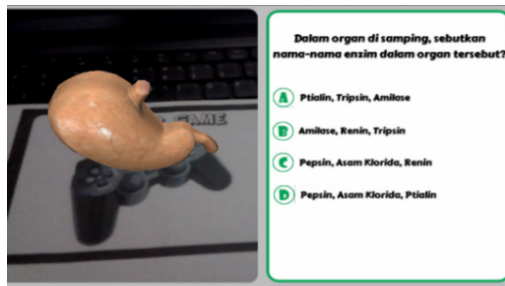 GAME
Dalam organ di samping, sebutkan
nama-nama enzim dalam organ tersebut?
A Ptialin, Tripsin, Amilase
B Amilase, Renin, Tripsin
C Pepsin, Asam Klorida, Renin
D Pepsin, Asam Klorida, Ptialin